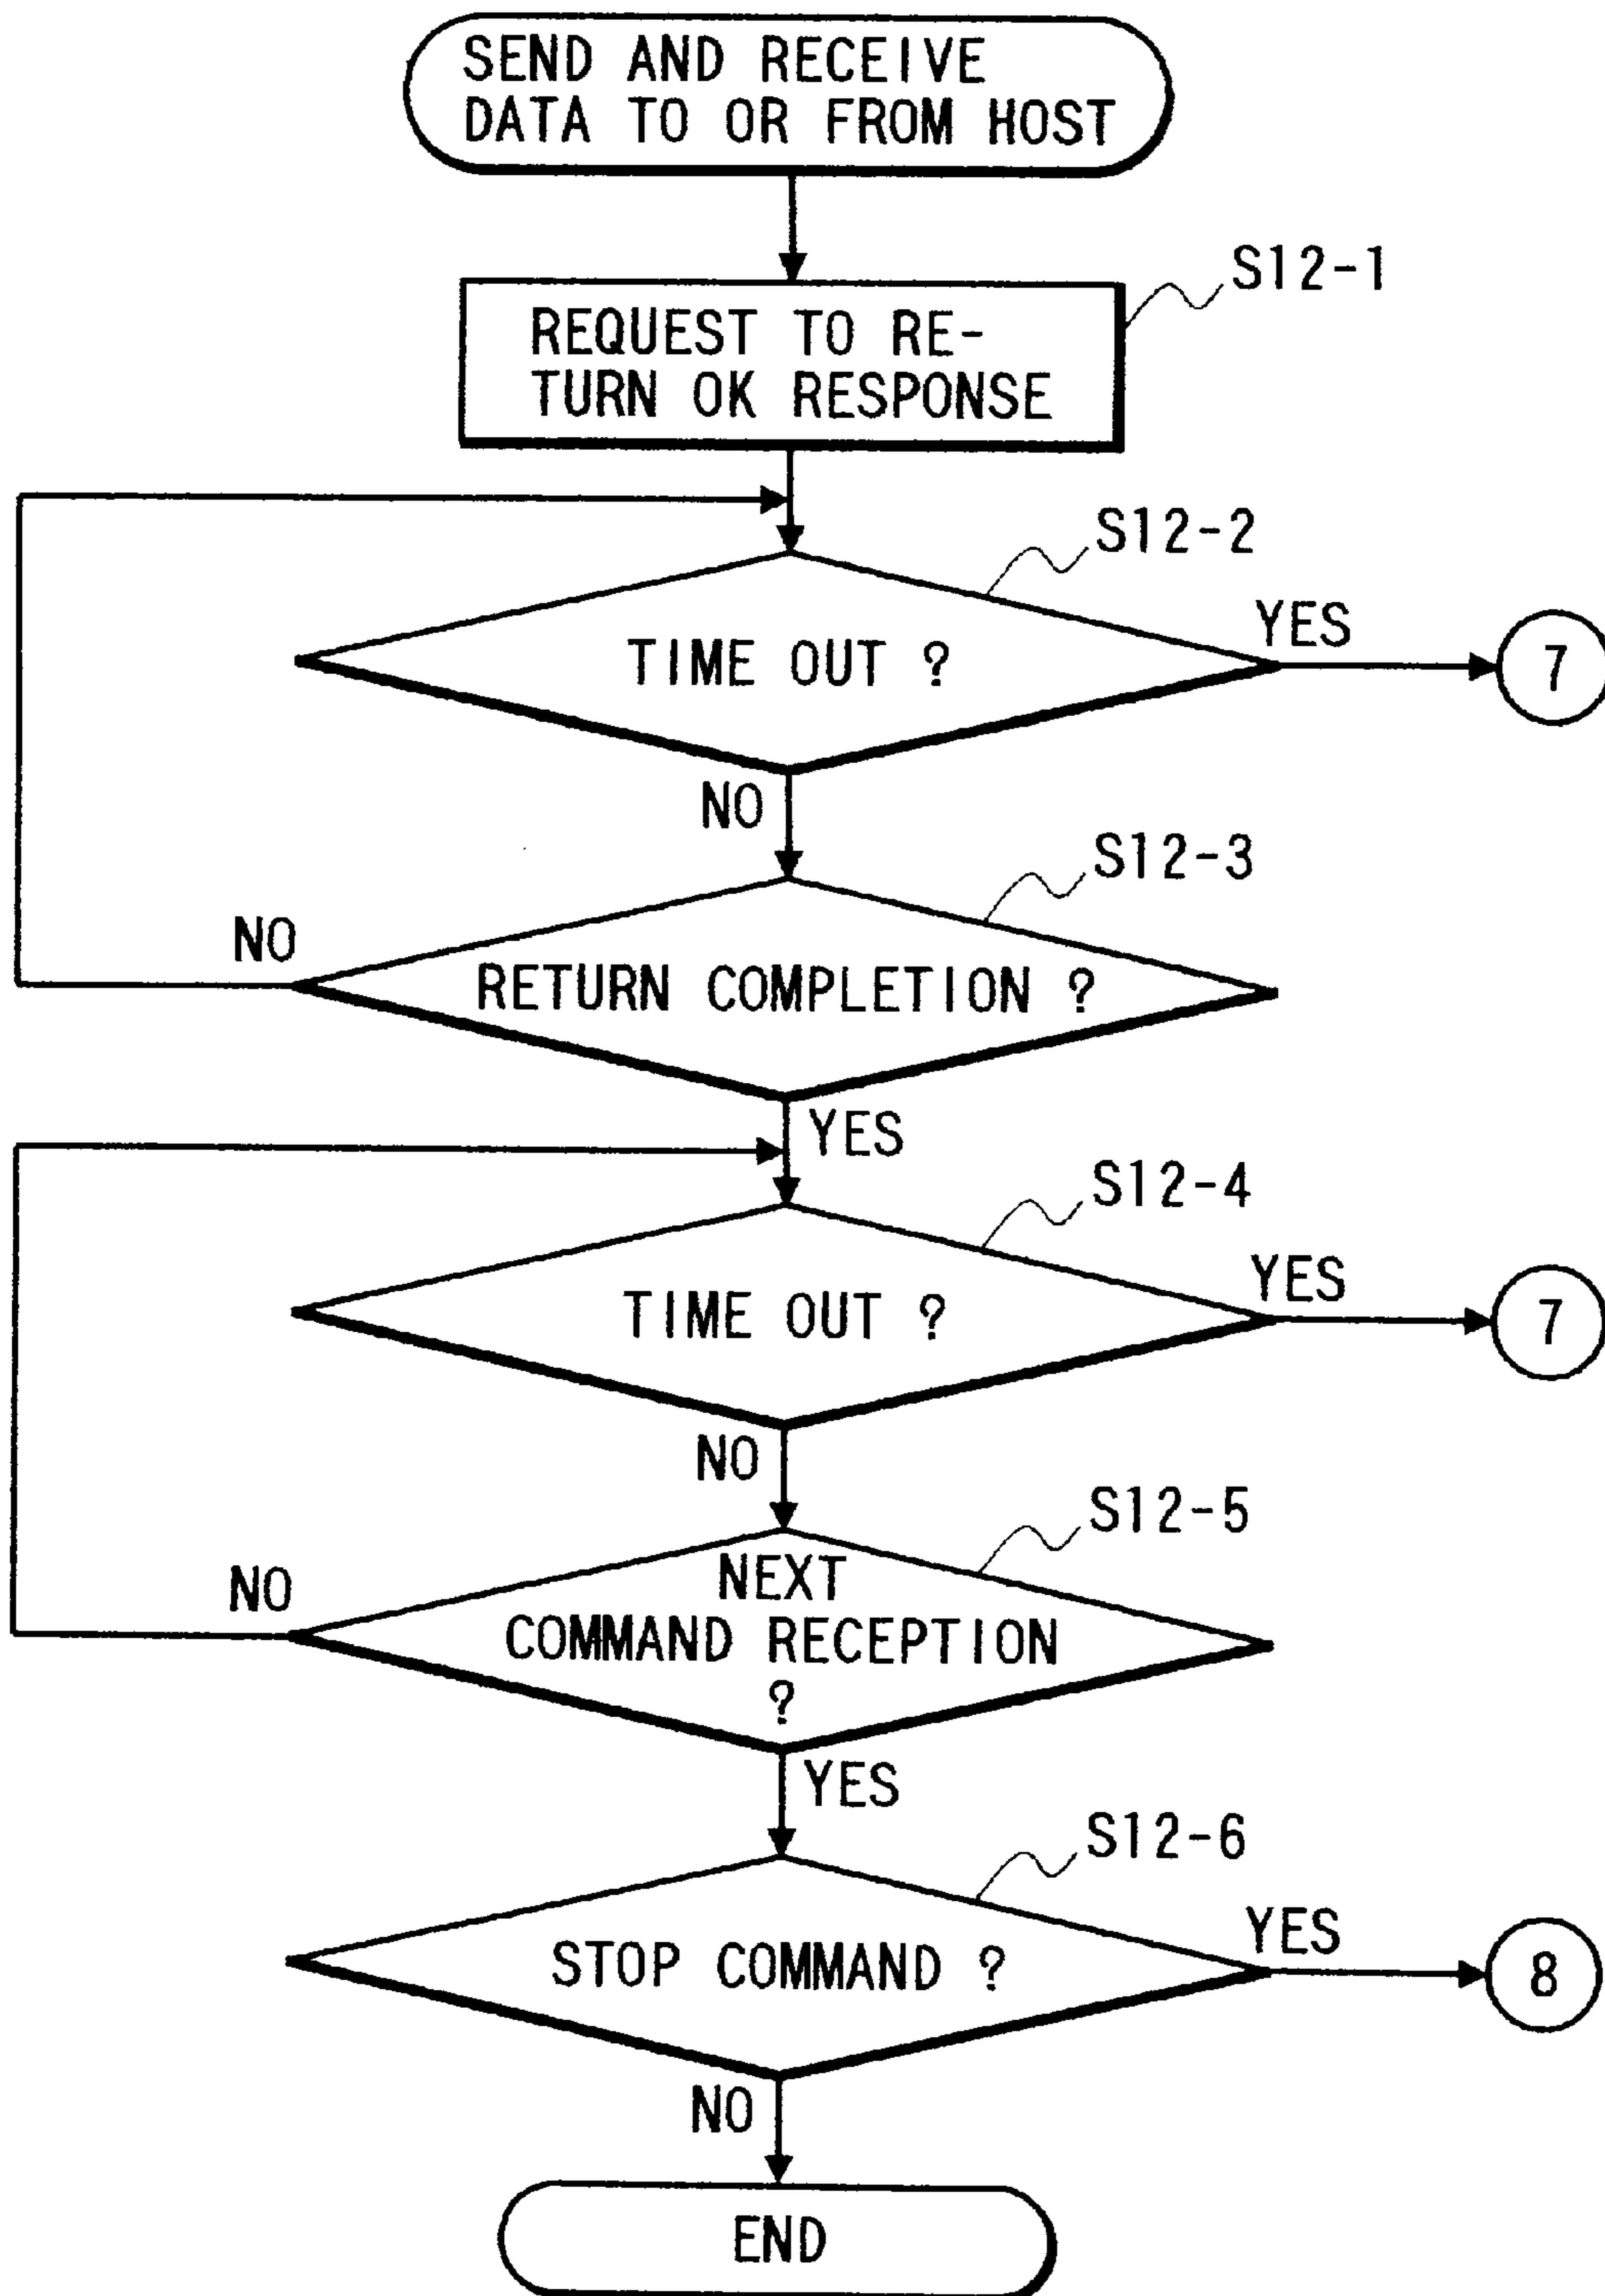 SEND AND RECEIVE
DATA TO OR FROM HOST
S12-1
REQUEST TO RE-
TURN OK RESPONSE
S12-2
YES
TIME OUT ?
7
NO
S12-3
NO
RETURN COMPLETION ?
YES
S12-4
YES
TIME OUT ?
7
NO
S12-5
NO
NEXT
COMMAND RECEPTION
?
YES
S12-6
YES
STOP COMMAND ?
8
NO
END